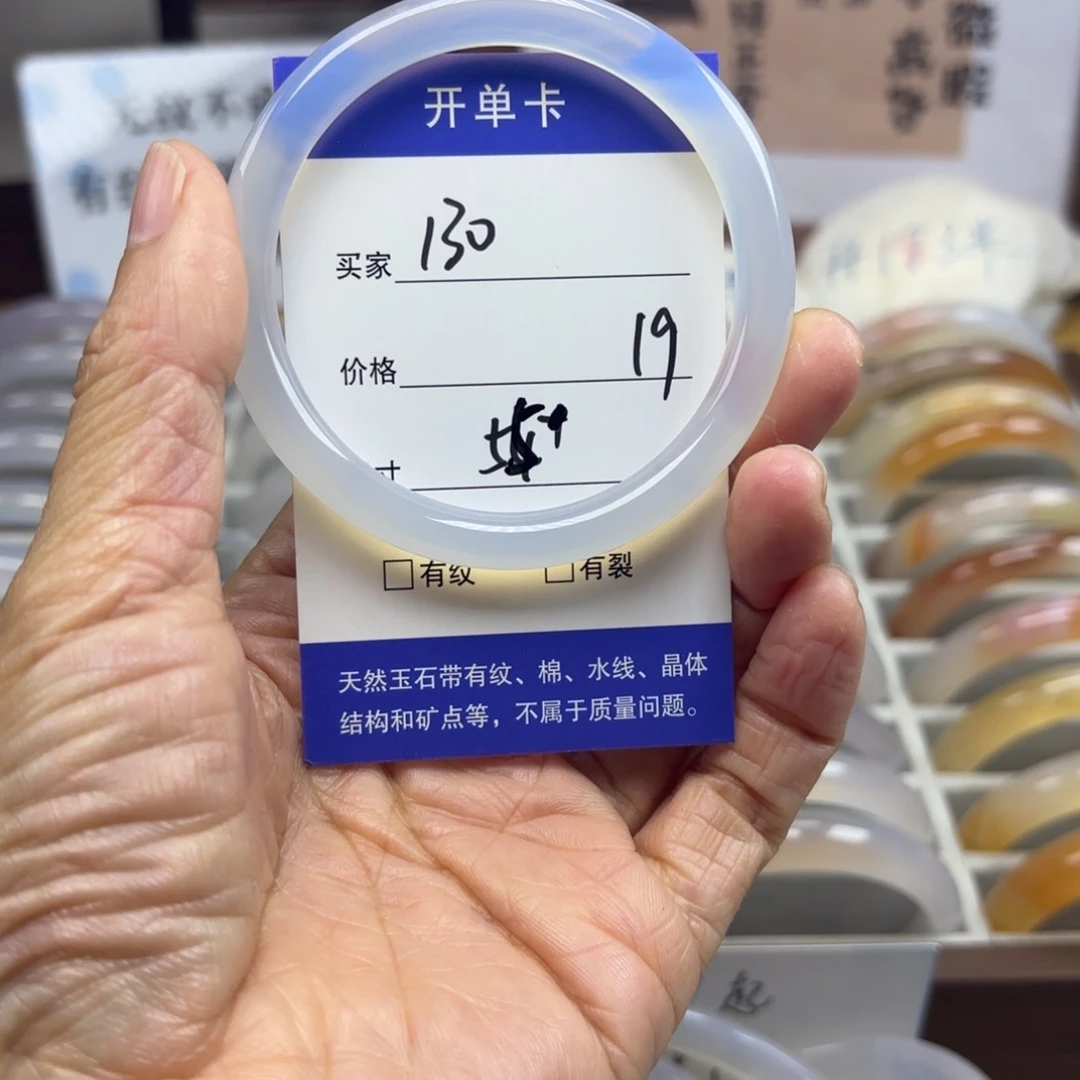 开单卡
买家 130
价格 19
寸
有纹 有裂
天然玉石带有纹、棉、水线、晶体
结构和矿点等，不属于质量问题。
起